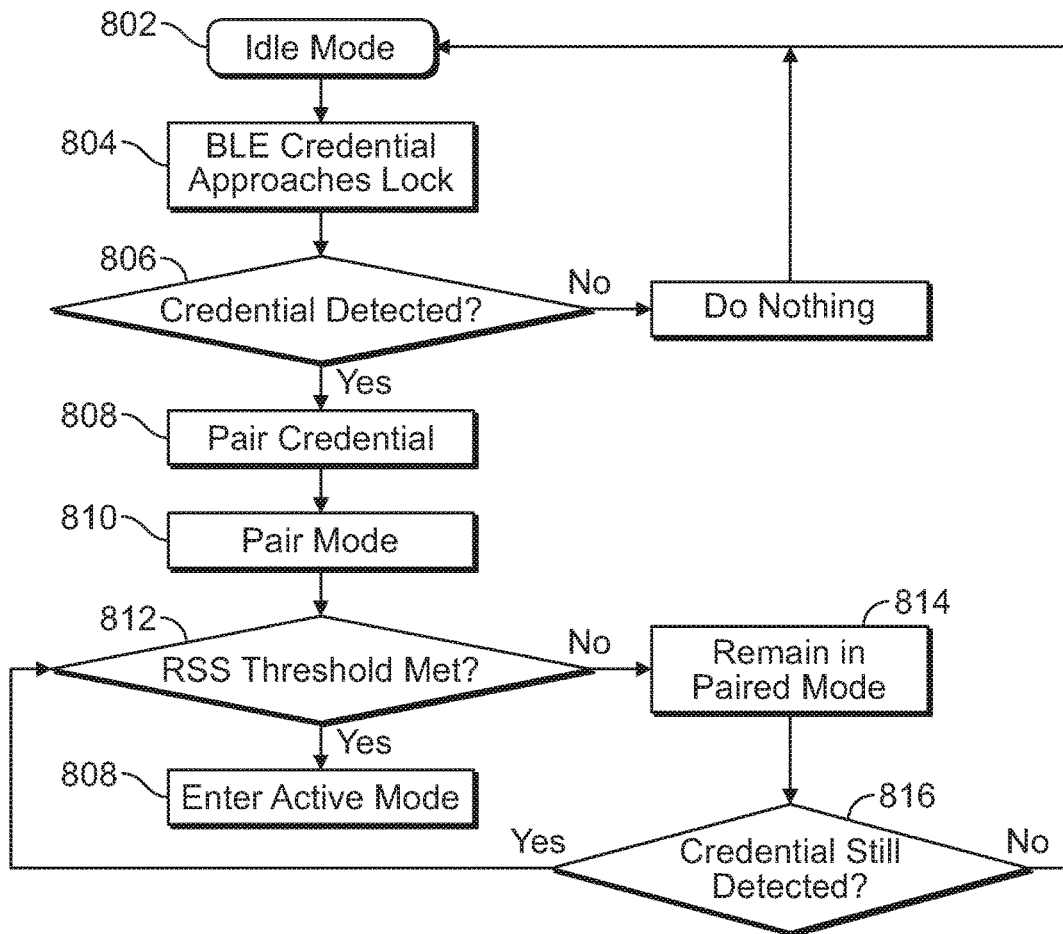 802
Idle Mode
804
BLE Credential
Approaches Lock
806
Credential Detected?
No
Do Nothing
Yes
808
Pair Credential
810
Pair Mode
812
RSS Threshold Met?
No
814
Remain in
Paired Mode
Yes
808
Enter Active Mode
816
Yes
Credential Still
Detected?
No